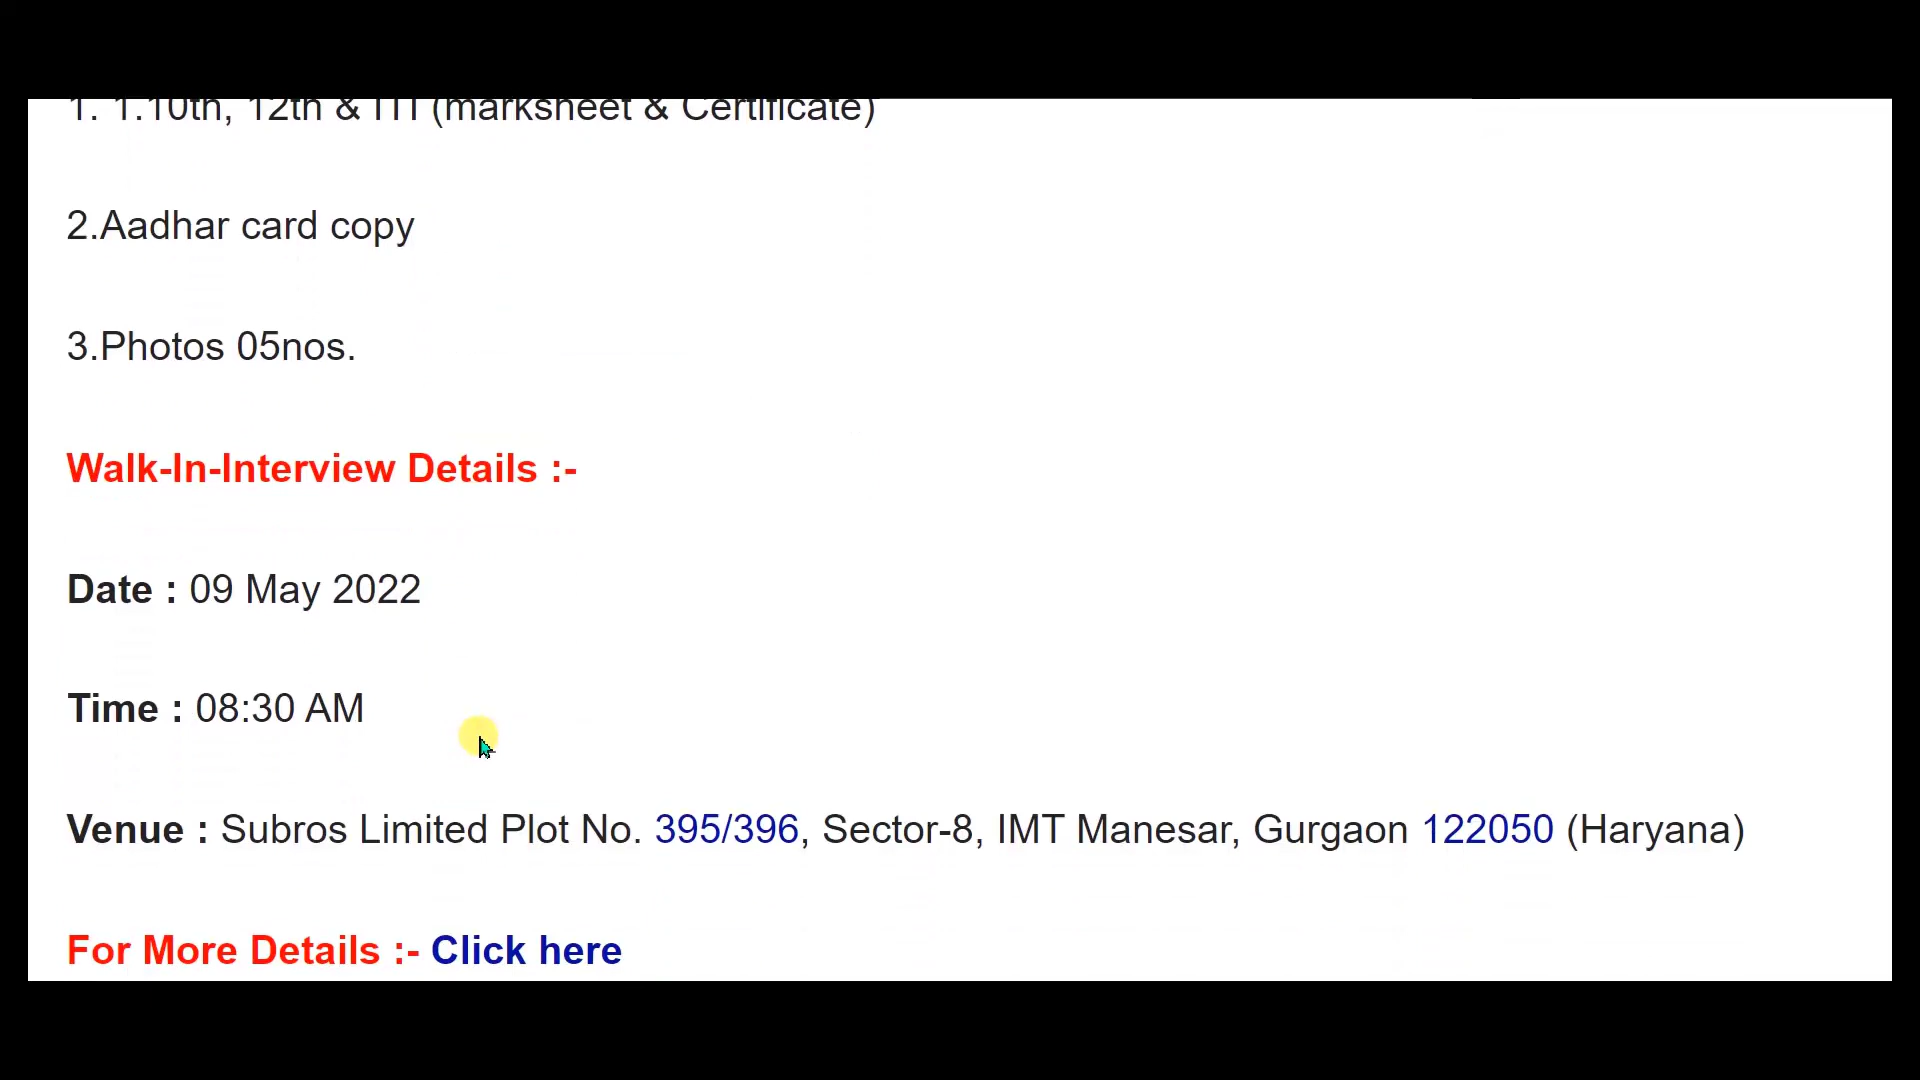 1. 1.10th, 12th & ITI (marksheet & Certificate)
2.Aadhar card copy
3.Photos 05nos.
Walk-In-Interview Details :-
Date : 09 May 2022
Time : 08:30 AM
Venue : Subros Limited Plot No. 395/396, Sector-8, IMT Manesar, Gurgaon 122050 (Haryana)
For More Details :- Click here